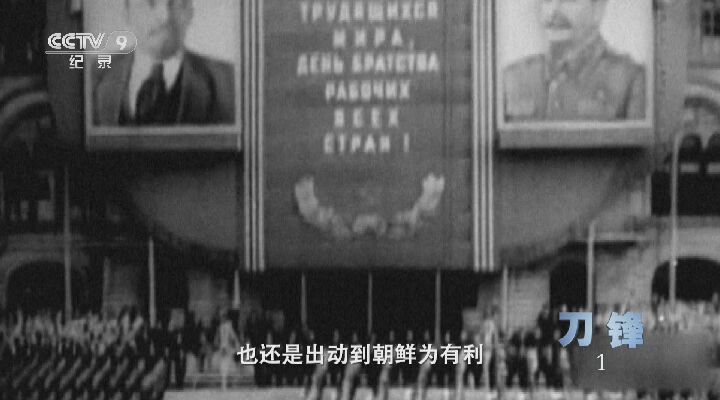 CCTV 9
纪录
ТРУДЯЩИХСЯ
МИРА,
ДЕНЬ БРАТСТВА
РАБОЧИХ
ВСЕХ
СТРАН!
刀锋
1
也还是出动到朝鲜为有利